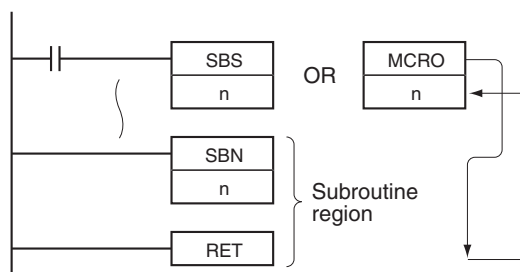 SBS
n
OR
MCRO
n
SBN
n
Subroutine
region
RET